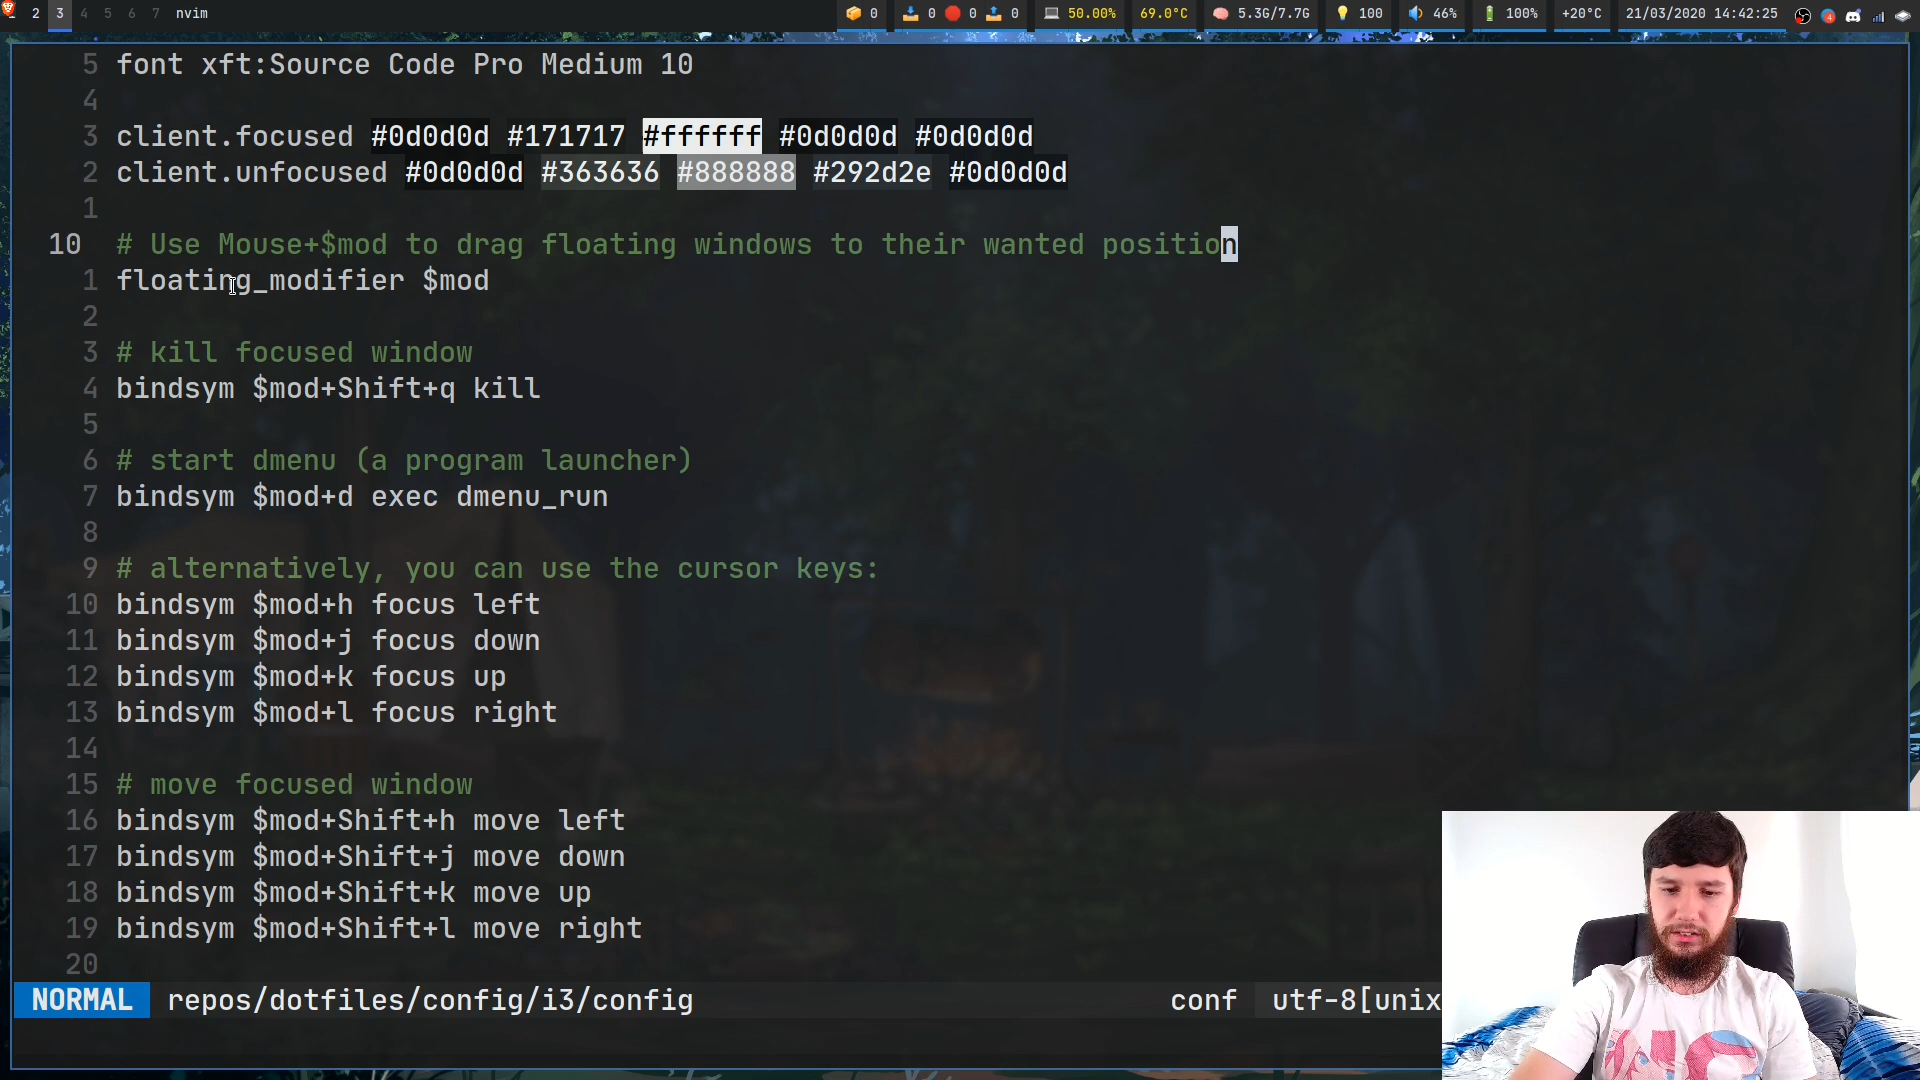 2 3 4 5 6 7 nvim 0 0 0 0 50.00% 69.0°C 5.3G/7.7G 100 46% 100% +20°C 21/03/2020 14:42:25
5 font xft:Source Code Pro Medium 10
4
3 client.focused #0d0d0d #171717 #ffffff #0d0d0d #0d0d0d
2 client.unfocused #0d0d0d #363636 #888888 #292d2e #0d0d0d
1
10 # Use Mouse+$mod to drag floating windows to their wanted position
1 floating_modifier $mod
2
3 # kill focused window
4 bindsym $mod+Shift+q kill
5
6 # start dmenu (a program launcher)
7 bindsym $mod+d exec dmenu_run
8
9 # alternatively, you can use the cursor keys:
10 bindsym $mod+h focus left
11 bindsym $mod+j focus down
12 bindsym $mod+k focus up
13 bindsym $mod+l focus right
14
15 # move focused window
16 bindsym $mod+Shift+h move left
17 bindsym $mod+Shift+j move down
18 bindsym $mod+Shift+k move up
19 bindsym $mod+Shift+l move right
20
NORMAL repos/dotfiles/config/i3/config conf utf-8[unix